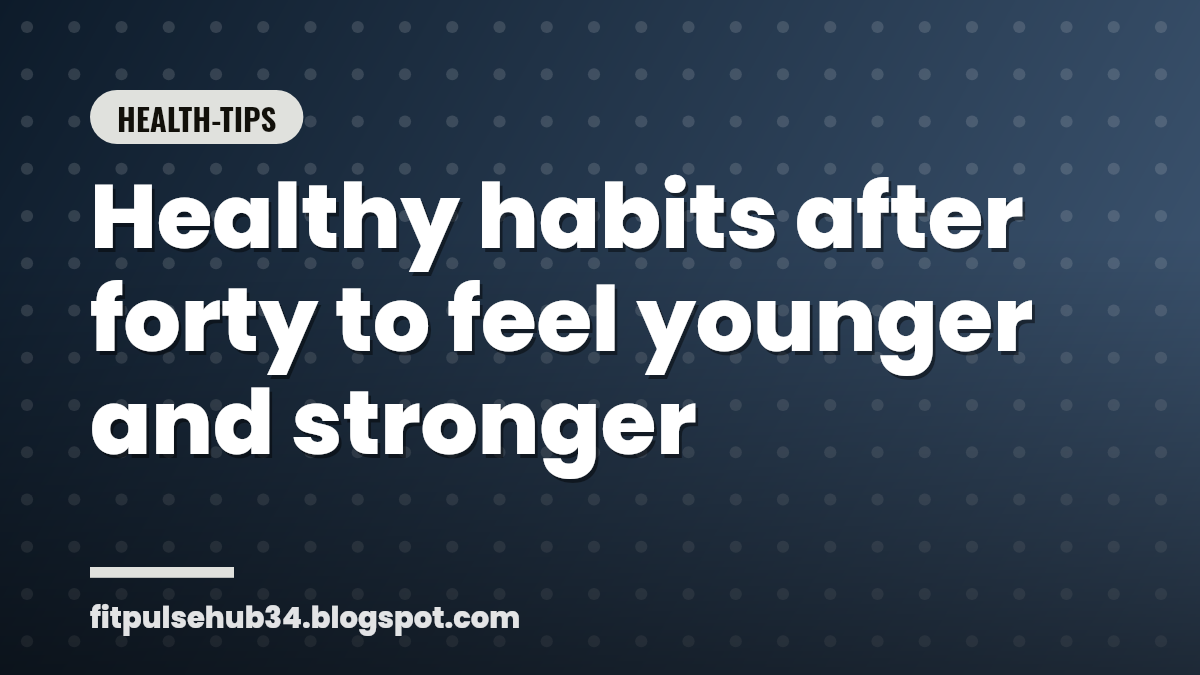 HEALTH-TIPS
Healthy habits after
forty to feel younger
and stronger
fitpulsehub34.blogspot.com